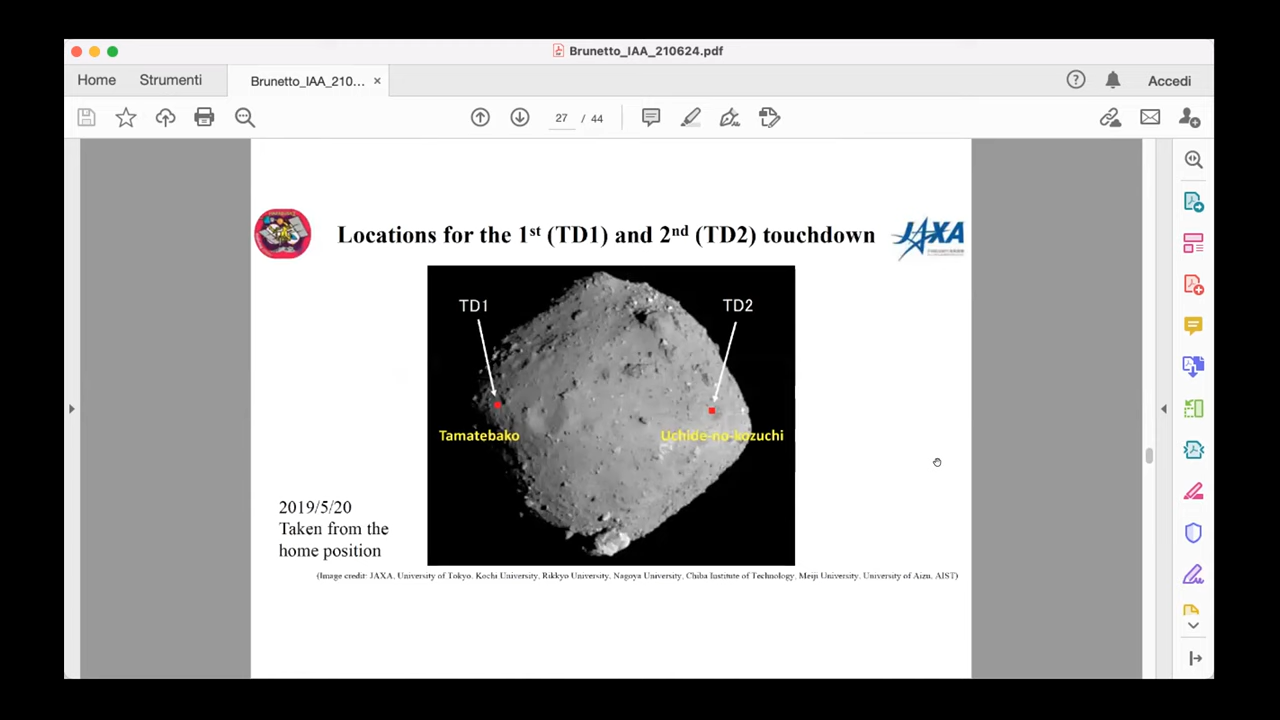 Brunetto_IAA_210624.pdf
Home
Strumenti
Brunetto_IAA_210...
Accedi
27 / 44
Locations for the 1st (TD1) and 2nd (TD2) touchdown
JAXA
TD1
TD2
Tamatebako
Uchide-no-kozuchi
2019/5/20
Taken from the
home position
(Image credit: JAXA, University of Tokyo, Kochi University, Rikkyo University, Nagoya University, Chiba Institute of Technology, Meiji University, University of Aizu, AIST)